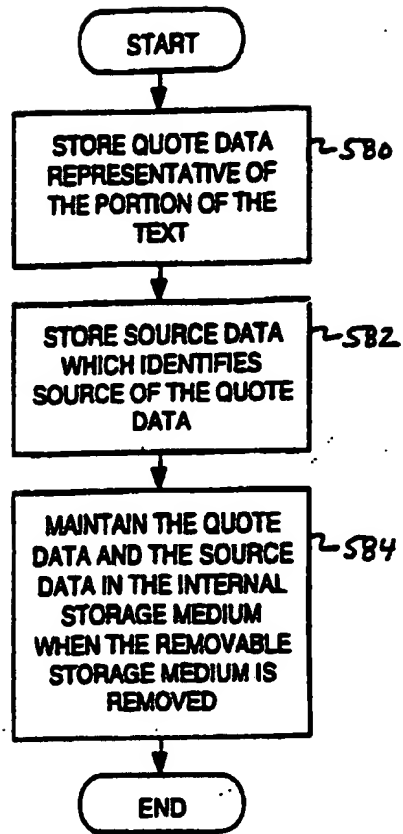 START
STORE QUOTE DATA
REPRESENTATIVE OF
THE PORTION OF THE
TEXT
580
STORE SOURCE DATA
WHICH IDENTIFIES
SOURCE OF THE QUOTE
DATA
582
MAINTAIN THE QUOTE
DATA AND THE SOURCE
DATA IN THE INTERNAL
STORAGE MEDIUM
WHEN THE REMOVABLE
STORAGE MEDIUM IS
REMOVED
584
END